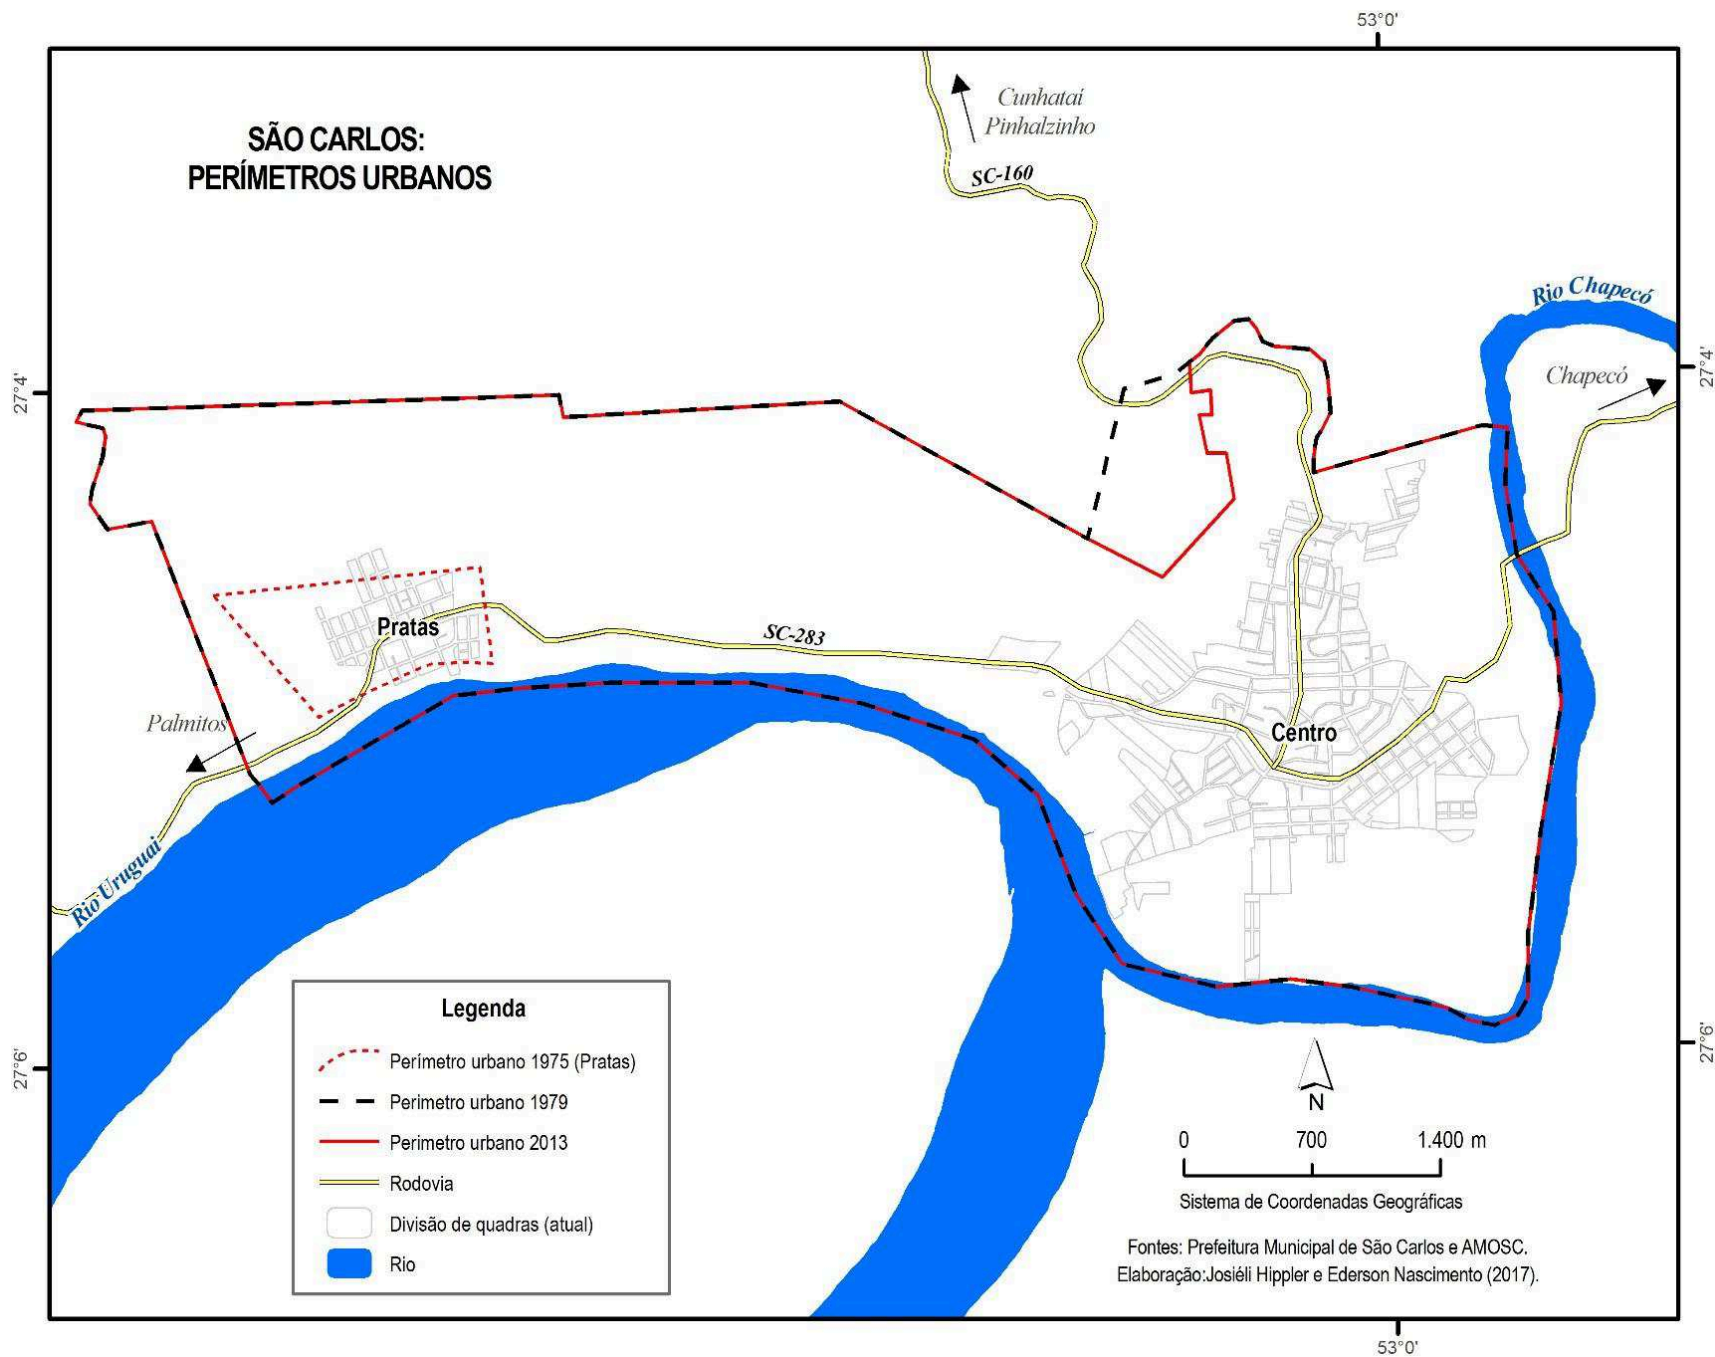 53°0'
SÃO CARLOS:
PERÍMETROS URBANOS
Cunhataí
Pinhalzinho
SC-160
Rio Chapecó
27°4'
27°4'
Chapecó
Pratas
SC-283
Palmitos
Centro
Rio Uruguai
27°6'
27°6'
Legenda
Perímetro urbano 1975 (Pratas)
Perimetro urbano 1979
Perimetro urbano 2013
Rodovia
Divisão de quadras (atual)
Rio
N
0 700 1.400 m
Sistema de Coordenadas Geográficas
Fontes: Prefeitura Municipal de São Carlos e AMOSC.
Elaboração:Josiéli Hippler e Ederson Nascimento (2017).
53°0'